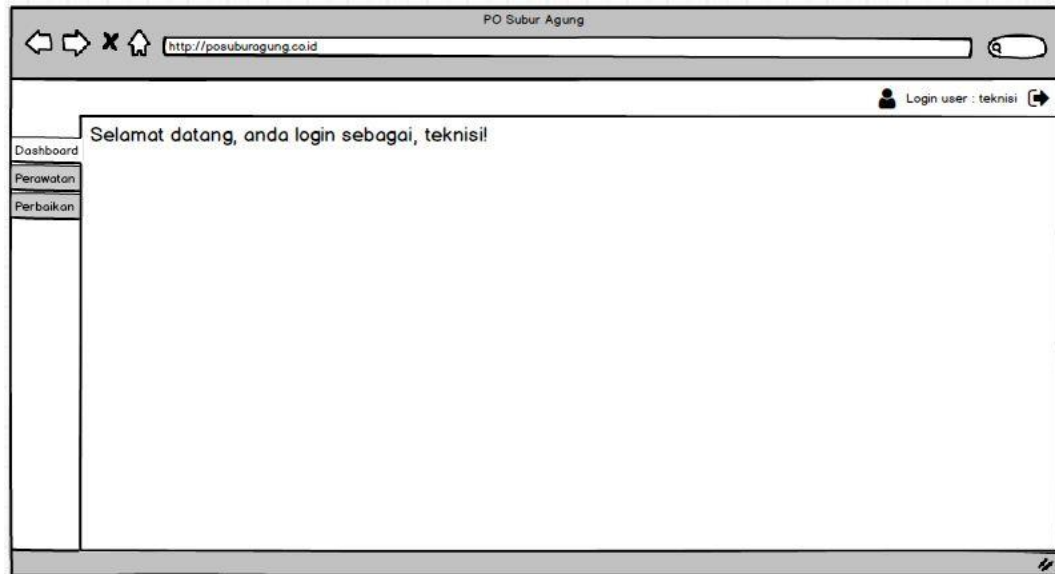 PO Subur Agung
http://posuburagung.co.id
Login user : teknisi
Selamat datang, anda login sebagai, teknisi!
Dashboard
Perawatan
Perbaikan